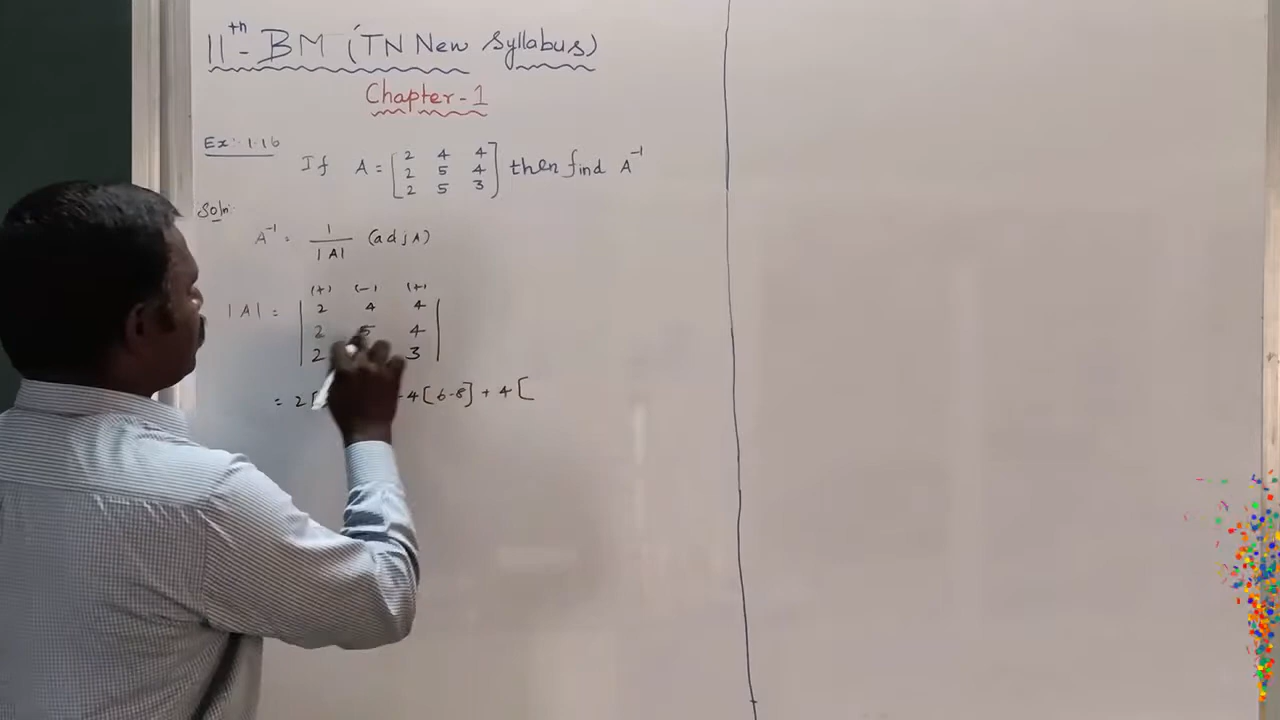 11th - BM (TN New Syllabus)
Chapter - 1
Ex:- 1.16
If A = [ 2 4 4
2 5 4
2 5 3 ] then find A⁻¹
Soln:
A⁻¹ = 1/|A| (adj A)
(+) (-) (+)
|A| = | 2 4 4
2 5 4
2 3 |
= 2 [ -4 [6-8] + 4 [